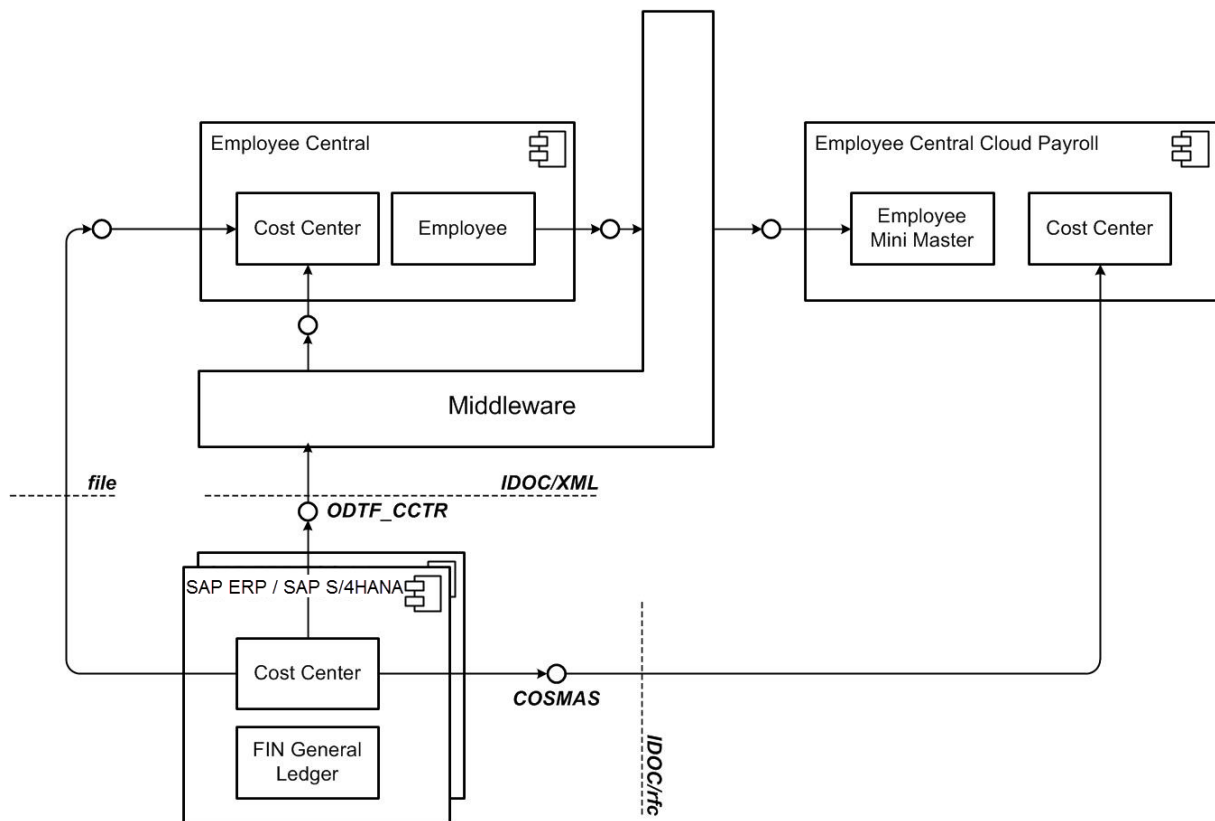 Employee Central
Employee Central Cloud Payroll
Cost Center
Employee
Employee
Mini Master
Cost Center
Middleware
file
IDOC/XML
ODTF_CCTR
SAP ERP / SAP S/4HANA
Cost Center
COSMAS
FIN General
Ledger
IDOC/rfc